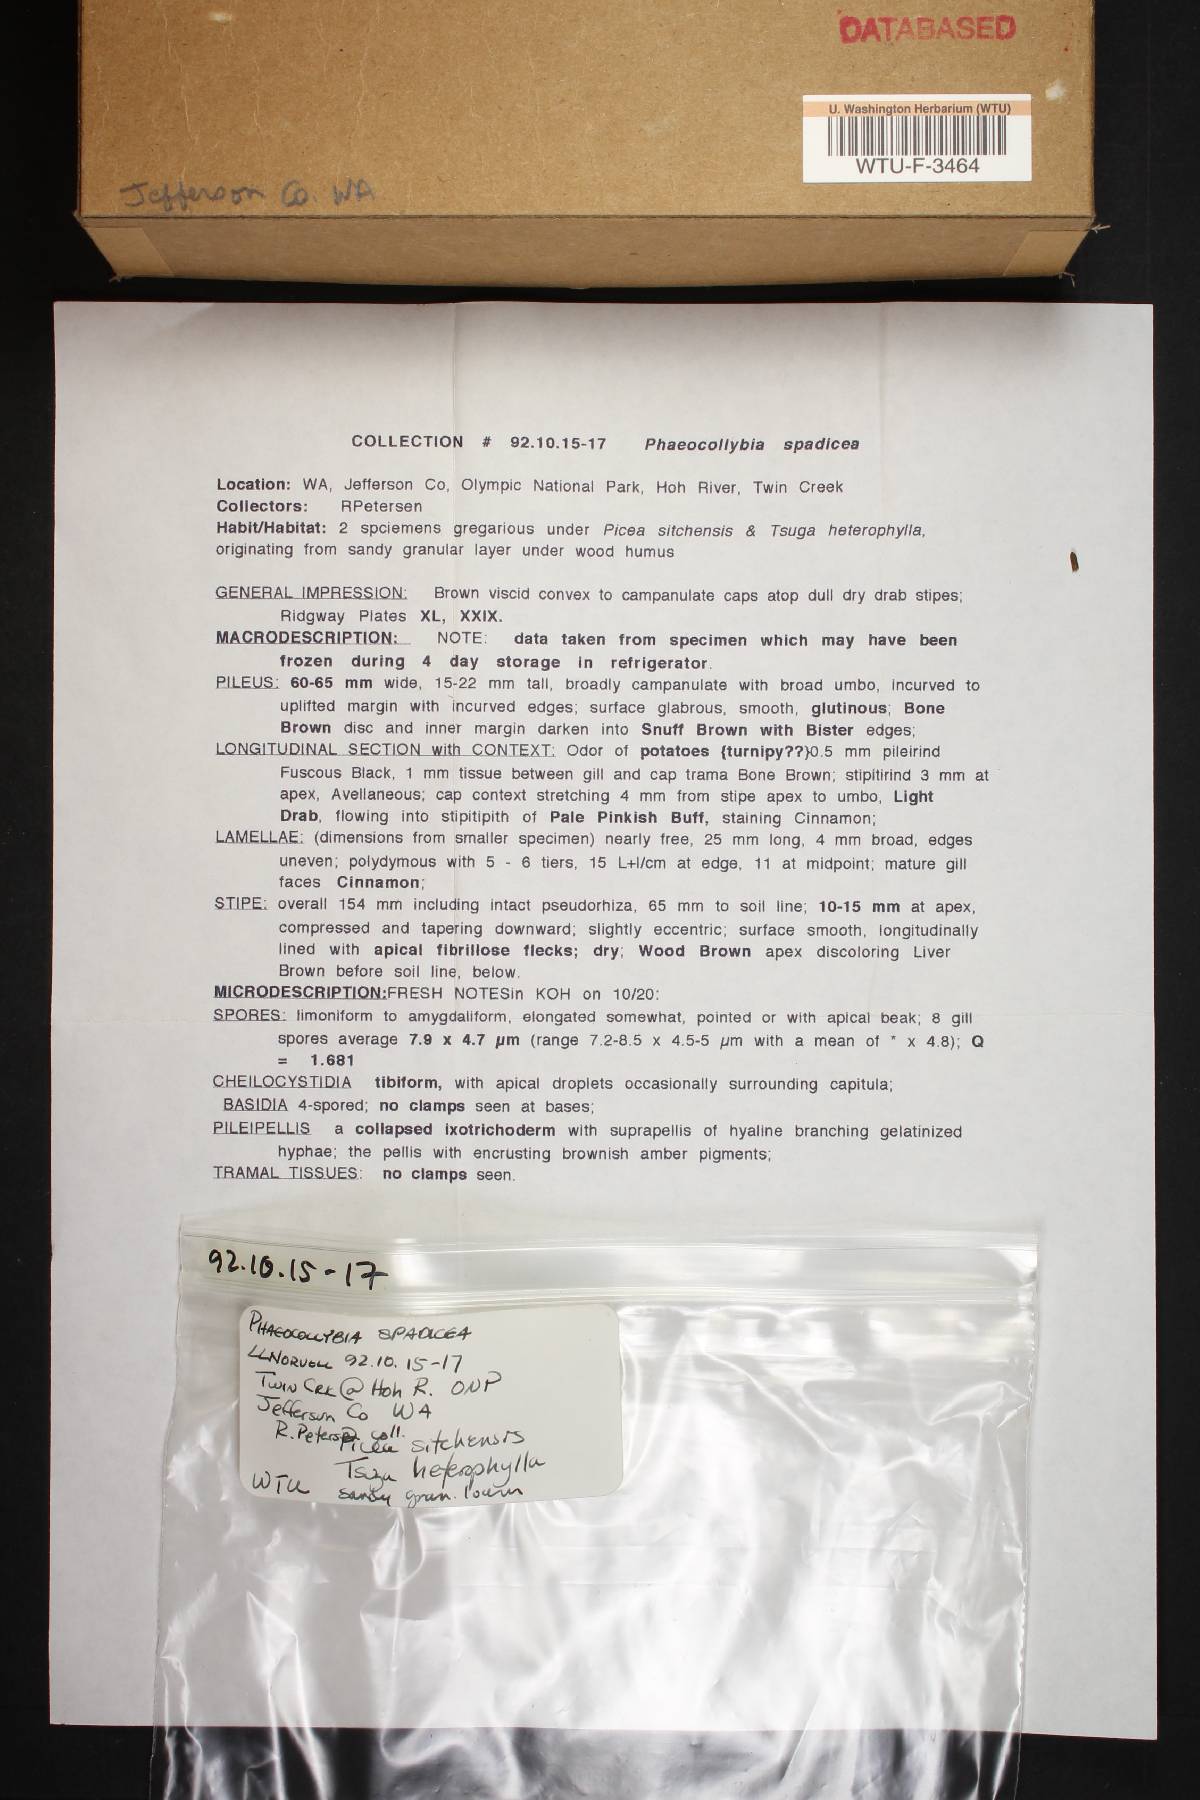 DATABASED
U. Washington Herbarium (WTU)
WTU-F-3464
Jefferson Co. WA
COLLECTION # 92.10.15-17 Phaeocollybia spadicea
Location: WA, Jefferson Co, Olympic National Park, Hoh River, Twin Creek
Collectors: RPetersen
Habit/Habitat: 2 spciemens gregarious under Picea sitchensis & Tsuga heterophylla,
originating from sandy granular layer under wood humus
GENERAL IMPRESSION: Brown viscid convex to campanulate caps atop dull dry drab stipes;
Ridgway Plates XL, XXIX.
MACRODESCRIPTION: NOTE: data taken from specimen which may have been
frozen during 4 day storage in refrigerator.
PILEUS: 60-65 mm wide, 15-22 mm tall, broadly campanulate with broad umbo, incurved to
uplifted margin with incurved edges; surface glabrous, smooth, glutinous; Bone
Brown disc and inner margin darken into Snuff Brown with Bister edges;
LONGITUDINAL SECTION with CONTEXT: Odor of potatoes {turnipy??}0.5 mm pileirind
Fuscous Black, 1 mm tissue between gill and cap trama Bone Brown; stipitirind 3 mm at
apex, Avellaneous; cap context stretching 4 mm from stipe apex to umbo, Light
Drab, flowing into stipitipith of Pale Pinkish Buff, staining Cinnamon;
LAMELLAE: (dimensions from smaller specimen) nearly free, 25 mm long, 4 mm broad, edges
uneven; polydymous with 5 - 6 tiers, 15 L+l/cm at edge, 11 at midpoint; mature gill
faces Cinnamon;
STIPE: overall 154 mm including intact pseudorhiza, 65 mm to soil line; 10-15 mm at apex,
compressed and tapering downward; slightly eccentric; surface smooth, longitudinally
lined with apical fibrillose flecks; dry; Wood Brown apex discoloring Liver
Brown before soil line, below.
MICRODESCRIPTION:FRESH NOTESin KOH on 10/20:
SPORES: limoniform to amygdaliform, elongated somewhat, pointed or with apical beak; 8 gill
spores average 7.9 x 4.7 µm (range 7.2-8.5 x 4.5-5 µm with a mean of * x 4.8); Q
= 1.681
CHEILOCYSTIDIA tibiform, with apical droplets occasionally surrounding capitula;
BASIDIA 4-spored; no clamps seen at bases;
PILEIPELLIS a collapsed ixotrichoderm with suprapellis of hyaline branching gelatinized
hyphae; the pellis with encrusting brownish amber pigments;
TRAMAL TISSUES: no clamps seen.
92.10.15-17
PHAEOCOLLYBIA SPADICEA
LLNORVELL 92.10.15-17
TWIN CRK @ Hoh R. ONP
Jefferson Co WA
R. Petersen coll.
Picea sitchensis
Tsuga heterophylla
WTU sandy gran. loam